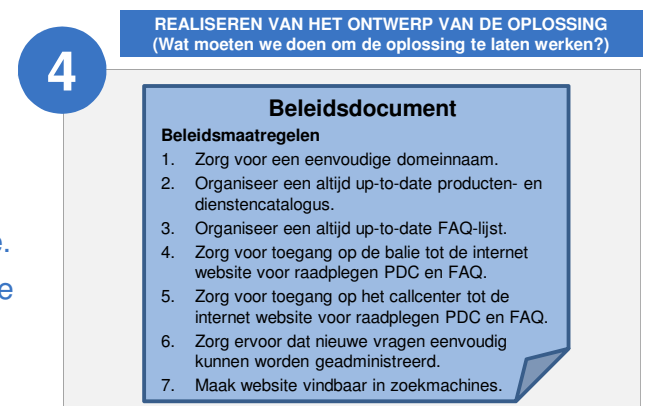 REALISEREN VAN HET ONTWERP VAN DE OPLOSSING
(Wat moeten we doen om de oplossing te laten werken?)
4
Beleidsdocument
Beleidsmaatregelen
1. Zorg voor een eenvoudige domeinnaam.
2. Organiseer een altijd up-to-date producten- en
dienstencatalogus.
3. Organiseer een altijd up-to-date FAQ-lijst.
4. Zorg voor toegang op de balie tot de internet
website voor raadplegen PDC en FAQ.
5. Zorg voor toegang op het callcenter tot de
internet website voor raadplegen PDC en FAQ.
6. Zorg ervoor dat nieuwe vragen eenvoudig
kunnen worden geadministreerd.
7. Maak website vindbaar in zoekmachines.